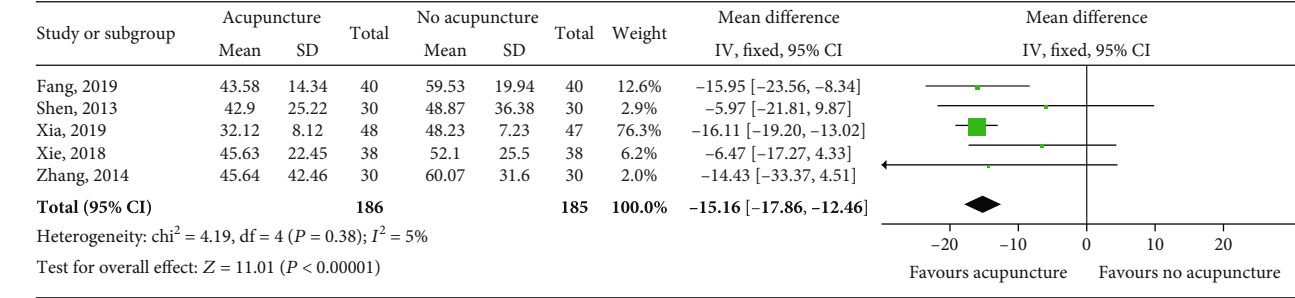 Study or subgroup Acupuncture Total No acupuncture Total Weight Mean difference Mean difference
Mean SD Mean SD IV, fixed, 95% CI IV, fixed, 95% CI
Fang, 2019 43.58 14.34 40 59.53 19.94 40 12.6% –15.95 [–23.56, –8.34]
Shen, 2013 42.9 25.22 30 48.87 36.38 30 2.9% –5.97 [–21.81, 9.87]
Xia, 2019 32.12 8.12 48 48.23 7.23 47 76.3% –16.11 [–19.20, –13.02]
Xie, 2018 45.63 22.45 38 52.1 25.5 38 6.2% –6.47 [–17.27, 4.33]
Zhang, 2014 45.64 42.46 30 60.07 31.6 30 2.0% –14.43 [–33.37, 4.51]
Total (95% CI) 186 185 100.0% –15.16 [–17.86, –12.46]
Heterogeneity: chi² = 4.19, df = 4 (P = 0.38); I² = 5%
Test for overall effect: Z = 11.01 (P < 0.00001)
–20 –10 0 10 20
Favours acupuncture Favours no acupuncture